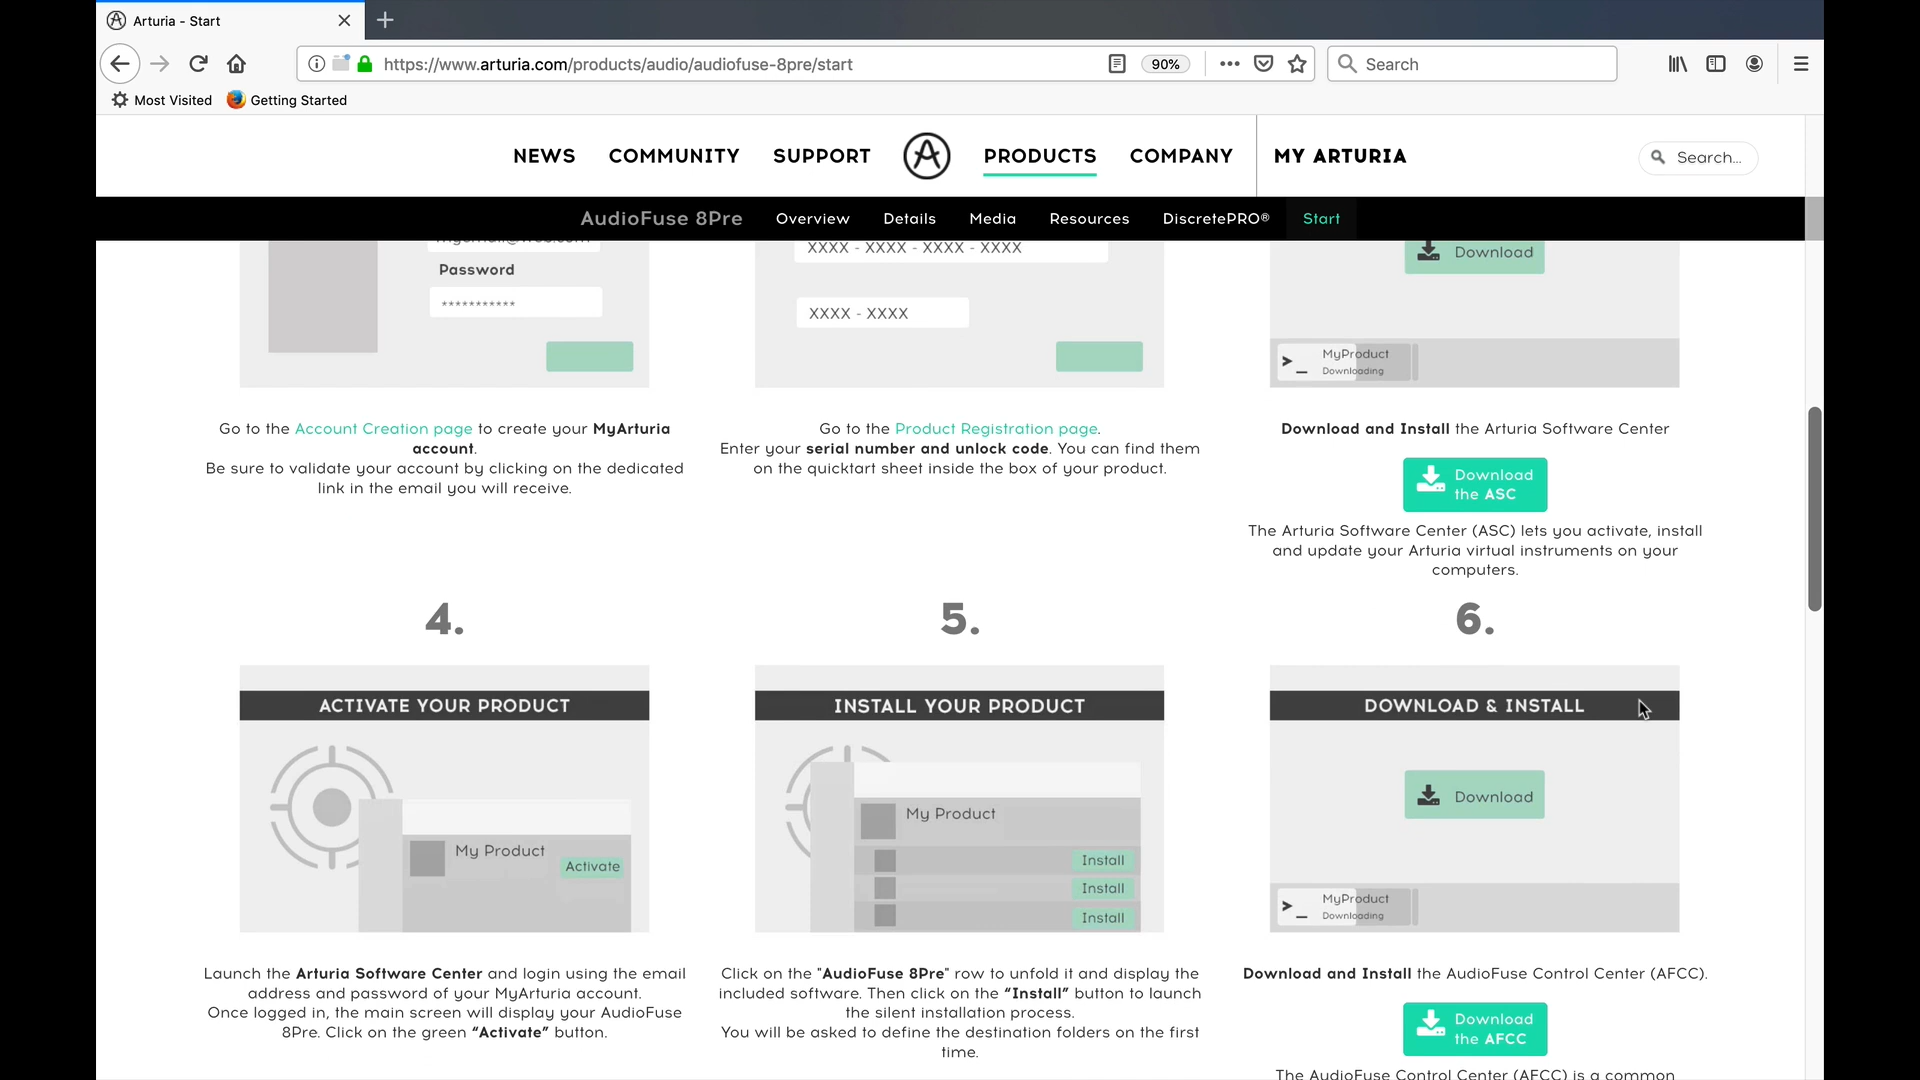 Arturia - Start
https://www.arturia.com/products/audio/audiofuse-8pre/start
90%
Search
Most Visited
Getting Started
NEWS
COMMUNITY
SUPPORT
PRODUCTS
COMPANY
MY ARTURIA
Search...
AudioFuse 8Pre
Overview
Details
Media
Resources
DiscretePRO®
Start
Password
***********
XXXX - XXXX - XXXX - XXXX
XXXX - XXXX
Download
MyProduct
Downloading
Go to the Account Creation page to create your MyArturia
account.
Be sure to validate your account by clicking on the dedicated
link in the email you will receive.
Go to the Product Registration page.
Enter your serial number and unlock code. You can find them
on the quicktart sheet inside the box of your product.
Download and Install the Arturia Software Center
Download
the ASC
The Arturia Software Center (ASC) lets you activate, install
and update your Arturia virtual instruments on your
computers.
4.
5.
6.
ACTIVATE YOUR PRODUCT
My Product
Activate
INSTALL YOUR PRODUCT
My Product
Install
Install
Install
DOWNLOAD & INSTALL
Download
MyProduct
Downloading
Launch the Arturia Software Center and login using the email
address and password of your MyArturia account.
Once logged in, the main screen will display your AudioFuse
8Pre. Click on the green “Activate” button.
Click on the "AudioFuse 8Pre" row to unfold it and display the
included software. Then click on the “Install” button to launch
the silent installation process.
You will be asked to define the destination folders on the first
time.
Download and Install the AudioFuse Control Center (AFCC).
Download
the AFCC
The AudioFuse Control Center (AFCC) is a common